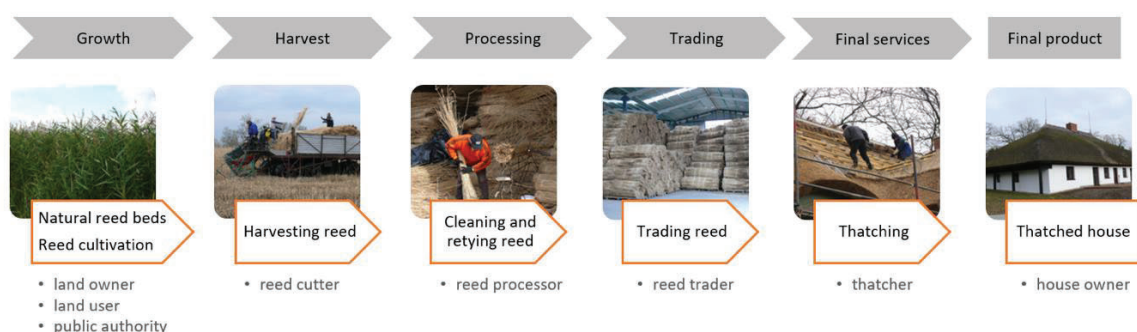 Growth
Harvest
Processing
Trading
Final services
Final product
Natural reed beds
Reed cultivation
Harvesting reed
Cleaning and
retying reed
Trading reed
Thatching
Thatched house
• land owner
• land user
• public authority
• reed cutter
• reed processor
• reed trader
• thatcher
• house owner